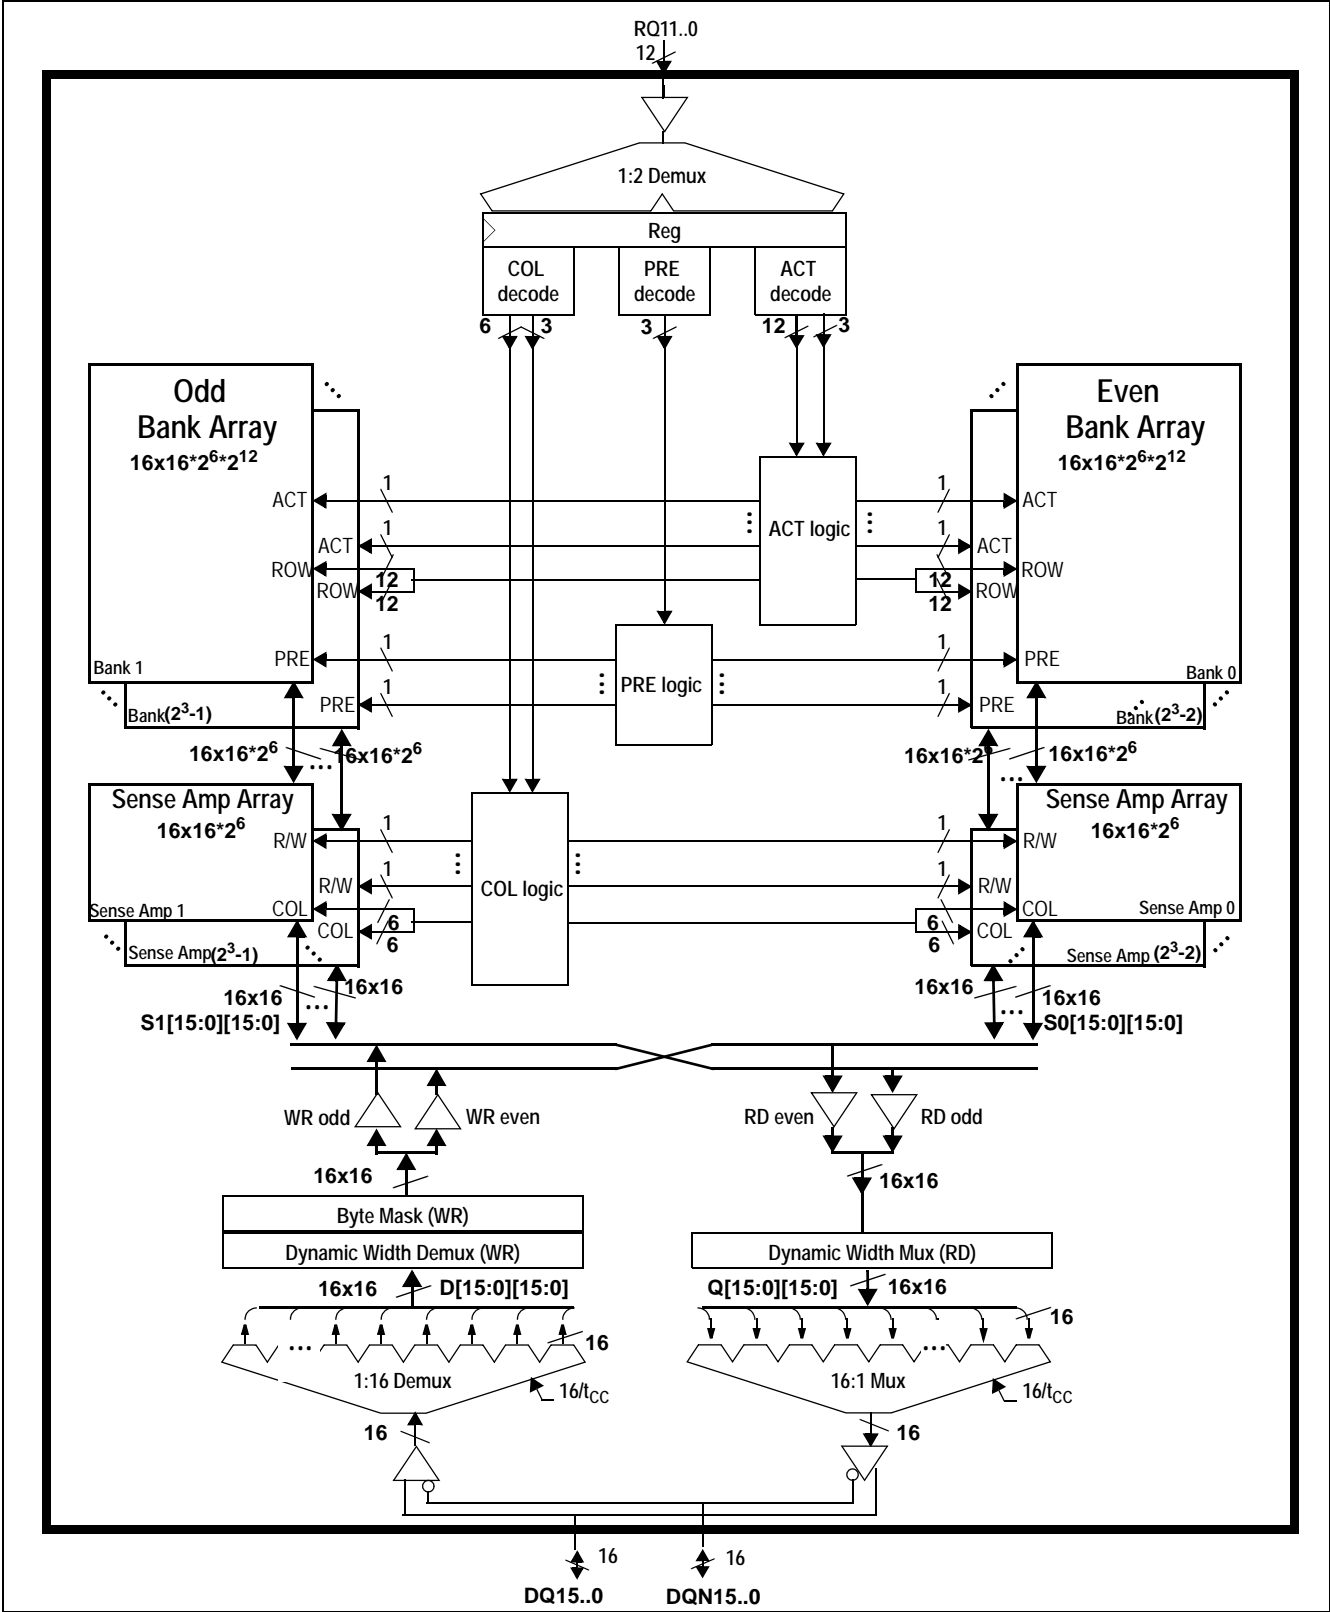 RQ11..0
12
1:2 Demux
Reg
COL decode
PRE decode
ACT decode
6 3
3
12 3
Odd Bank Array
16x16*2^6*2^12
Even Bank Array
16x16*2^6*2^12
ACT 1
1 ACT
ACT 1
ACT logic
1 ACT
ROW 12
12 ROW
ROW 12
12 ROW
PRE 1
1 PRE
Bank 1
Bank 0
PRE logic
PRE 1
1 PRE
Bank(2^3-1)
Bank(2^3-2)
16x16*2^6
16x16*2^6
16x16*2^6
16x16*2^6
Sense Amp Array
16x16*2^6
Sense Amp Array
16x16*2^6
R/W 1
1 R/W
R/W 1
COL logic
1 R/W
Sense Amp 1
COL 6
6 COL
Sense Amp 0
COL 6
6 COL
Sense Amp(2^3-1)
Sense Amp (2^3-2)
16x16
16x16
16x16
16x16
S1[15:0][15:0]
S0[15:0][15:0]
WR odd
WR even
RD even
RD odd
16x16
16x16
Byte Mask (WR)
Dynamic Width Demux (WR)
Dynamic Width Mux (RD)
16x16
D[15:0][15:0]
Q[15:0][15:0]
16x16
16
16
1:16 Demux
16/tCC
16:1 Mux
16/tCC
16
16
16
16
DQ15..0
DQN15..0